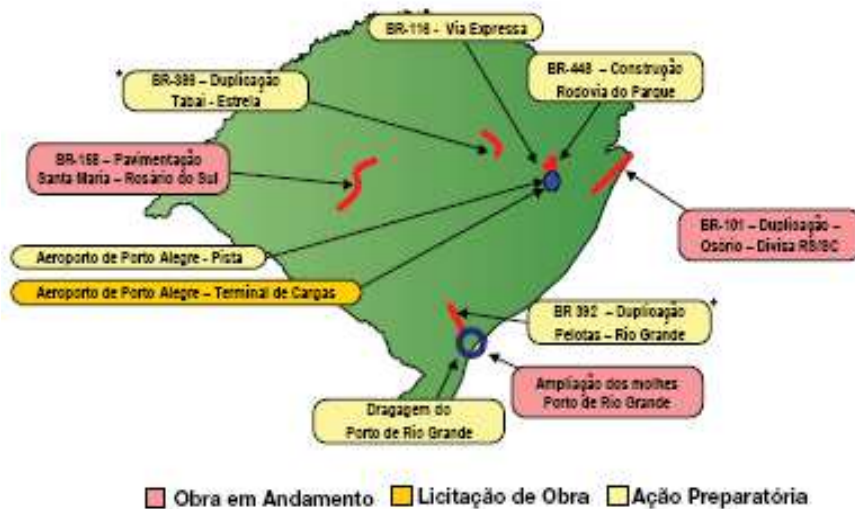 BR-116 - Via Expressa
BR-386 – Duplicação
Tabai - Estrela
BR-448 – Construção
Rodovia do Parque
BR-158 – Pavimentação
Santa Maria – Rosário do Sul
BR-101 – Duplicação –
Osório – Divisa RS/SC
Aeroporto de Porto Alegre - Pista
Aeroporto de Porto Alegre – Terminal de Cargas
BR 392 – Duplicação
Pelotas – Rio Grande
Ampliação dos molhes
Porto de Rio Grande
Dragagem do
Porto de Rio Grande
Obra em Andamento
Licitação de Obra
Ação Preparatória